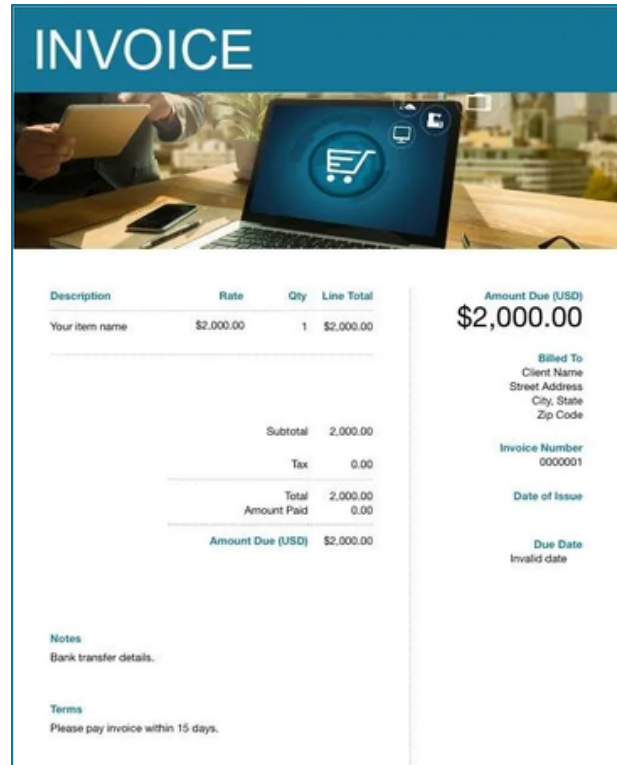 INVOICE
Description Rate Qty Line Total
Your item name $2,000.00 1 $2,000.00
Subtotal 2,000.00
Tax 0.00
Total 2,000.00
Amount Paid 0.00
Amount Due (USD) $2,000.00
Notes
Bank transfer details.
Terms
Please pay invoice within 15 days.
Amount Due (USD)
$2,000.00
Billed To
Client Name
Street Address
City, State
Zip Code
Invoice Number
0000001
Date of Issue
Due Date
Invalid date